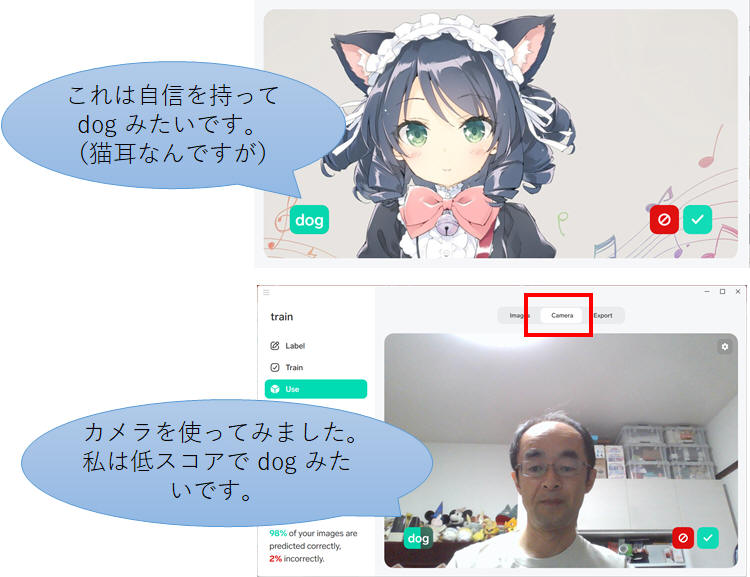 これは自信を持って
dog みたいです。
（猫耳なんですが）
dog
train
Images
Camera
Export
Label
Train
Use
カメラを使ってみました。
私は低スコアで dog みた
いです。
98% of your images are
predicted correctly,
2% incorrectly.
dog